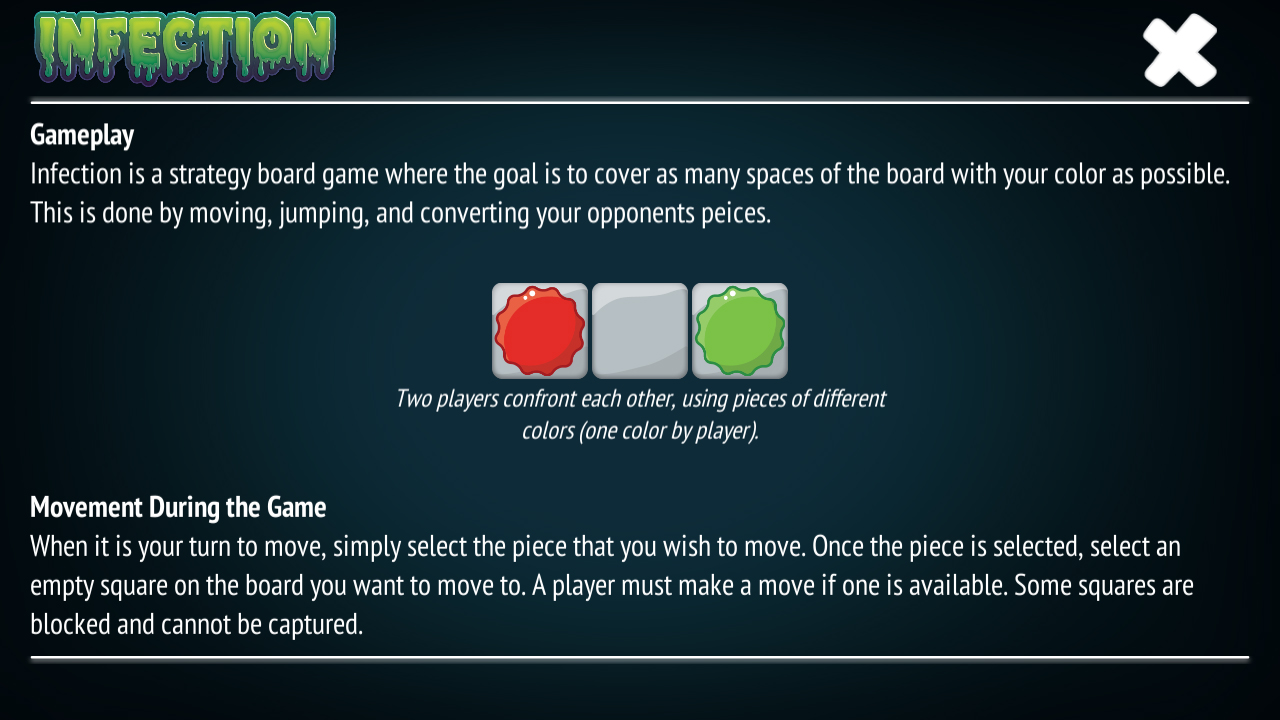 INFECTION
Gameplay
Infection is a strategy board game where the goal is to cover as many spaces of the board with your color as possible.
This is done by moving, jumping, and converting your opponents peices.
Two players confront each other, using pieces of different
colors (one color by player).
Movement During the Game
When it is your turn to move, simply select the piece that you wish to move. Once the piece is selected, select an
empty square on the board you want to move to. A player must make a move if one is available. Some squares are
blocked and cannot be captured.